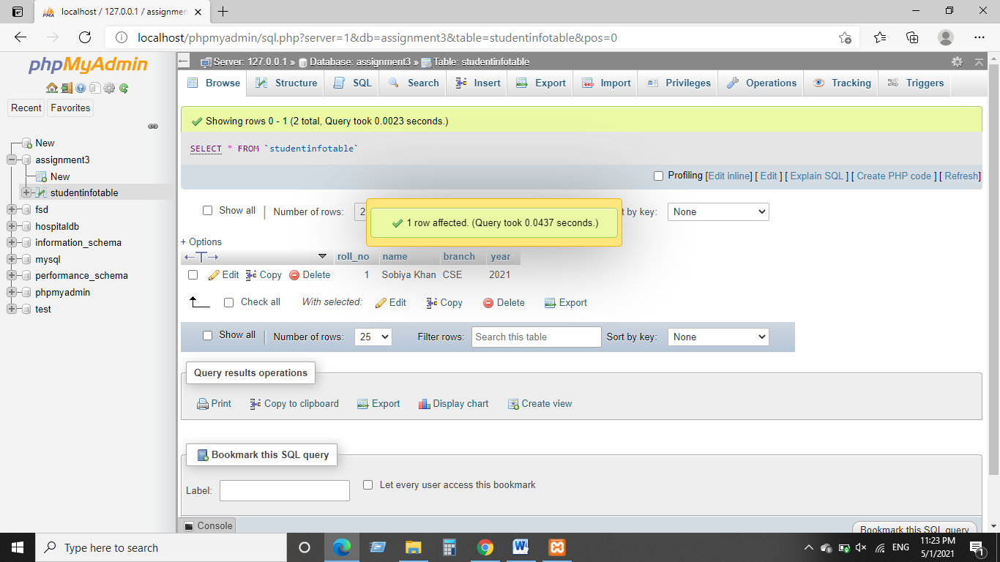 localhost / 127.0.0.1 / assignmen
localhost/phpmyadmin/sql.php?server=1&db=assignment3&table=studentinfotable&pos=0
phpMyAdmin
Recent Favorites
New
assignment3
New
studentinfotable
fsd
hospitaldb
information_schema
mysql
performance_schema
phpmyadmin
test
Server: 127.0.0.1 » Database: assignment3 » Table: studentinfotable
Browse Structure SQL Search Insert Export Import Privileges Operations Tracking Triggers
Showing rows 0 - 1 (2 total, Query took 0.0023 seconds.)
SELECT * FROM `studentinfotable`
Profiling [Edit inline] [ Edit ] [ Explain SQL ] [ Create PHP code ] [ Refresh]
Show all Number of rows: 2 t by key: None
1 row affected. (Query took 0.0437 seconds.)
+ Options
←T→ roll_no name branch year
Edit Copy Delete 1 Sobiya Khan CSE 2021
Check all With selected: Edit Copy Delete Export
Show all Number of rows: 25 Filter rows: Search this table Sort by key: None
Query results operations
Print Copy to clipboard Export Display chart Create view
Bookmark this SQL query
Label: Let every user access this bookmark
Console
Bookmark this SQL query
Type here to search
ENG
11:23 PM
5/1/2021
1